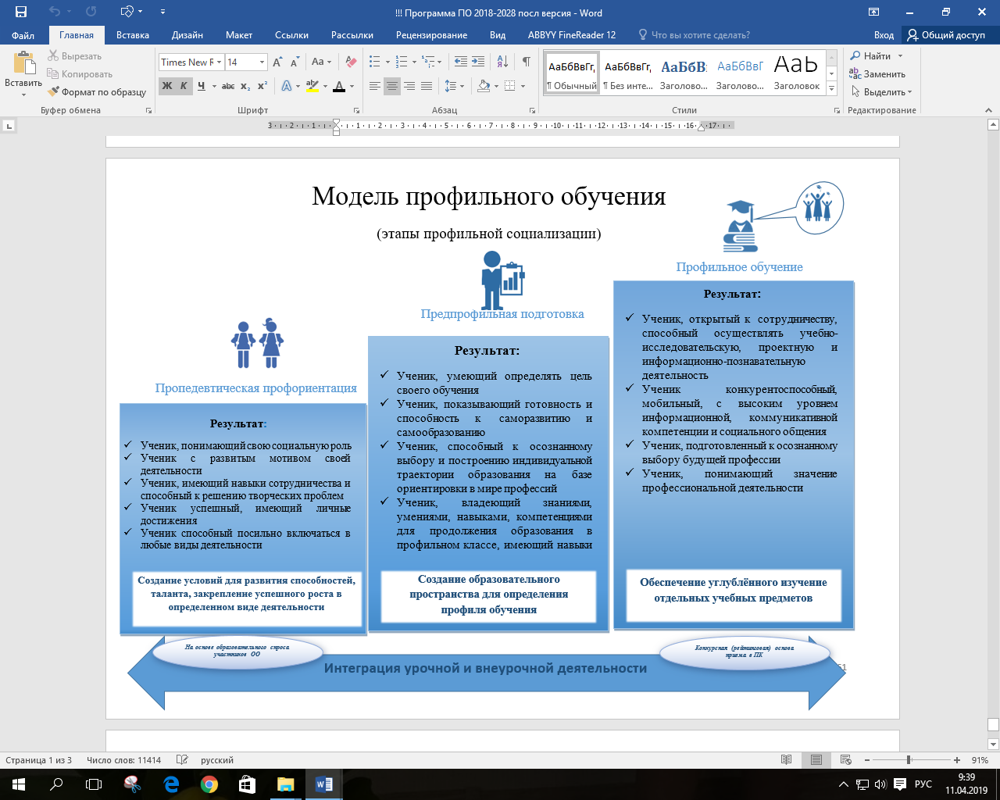 !!! Программа ПО 2018-2028 посл версия - Word
Файл
Главная
Вставка
Дизайн
Макет
Ссылки
Рассылки
Рецензирование
Вид
ABBYY FineReader 12
Что вы хотите сделать?
Вход
Общий доступ
Вставить
Вырезать
Копировать
Формат по образцу
Буфер обмена
Times New R
14
Aa
Ж К Ч abc x₂ x²
Шрифт
Абзац
АаБбВвГг,
¶ Обычный
АаБбВвГг,
¶ Без инте...
АаБбВ
Заголово...
АаБбВвГ
Заголово...
АаЬ
Заголовок
Стили
Найти
Заменить
Выделить
Редактирование
3 2 1 1 2 3 4 5 6 7 8 9 10 11 12 13 14 15 16 17
Модель профильного обучения
(этапы профильной социализации)
Пропедевтическая профориентация
Результат:
Ученик, понимающий свою социальную роль
Ученик с развитым мотивом своей
деятельности
Ученик, имеющий навыки сотрудничества и
способный к решению творческих проблем
Ученик успешный, имеющий личные
достижения
Ученик способный посильно включаться в
любые виды деятельности
Создание условий для развития способностей,
таланта, закрепление успешного роста в
определенном виде деятельности
Предпрофильная подготовка
Результат:
Ученик, умеющий определять цель
своего обучения
Ученик, показывающий готовность и
способность к саморазвитию и
самообразованию
Ученик, способный к осознанному
выбору и построению индивидуальной
траектории образования на базе
ориентировки в мире профессий
Ученик, владеющий знаниями,
умениями, навыками, компетенциями
для продолжения образования в
профильном классе, имеющий навыки
Создание образовательного
пространства для определения
профиля обучения
Профильное обучение
Результат:
Ученик, открытый к сотрудничеству,
способный осуществлять учебно-
исследовательскую, проектную и
информационно-познавательную
деятельность
Ученик конкурентоспособный,
мобильный, с высоким уровнем
информационной, коммуникативной
компетенции и социального общения
Ученик, подготовленный к осознанному
выбору будущей профессии
Ученик, понимающий значение
профессиональной деятельности
Обеспечение углублённого изучение
отдельных учебных предметов
На основе образовательного спроса
участников ОО
Конкурсная (рейтинговая) основа
приема в ПК
Интеграция урочной и внеурочной деятельности
Страница 1 из 3
Число слов: 11414
русский
91%
РУС
9:39
11.04.2019